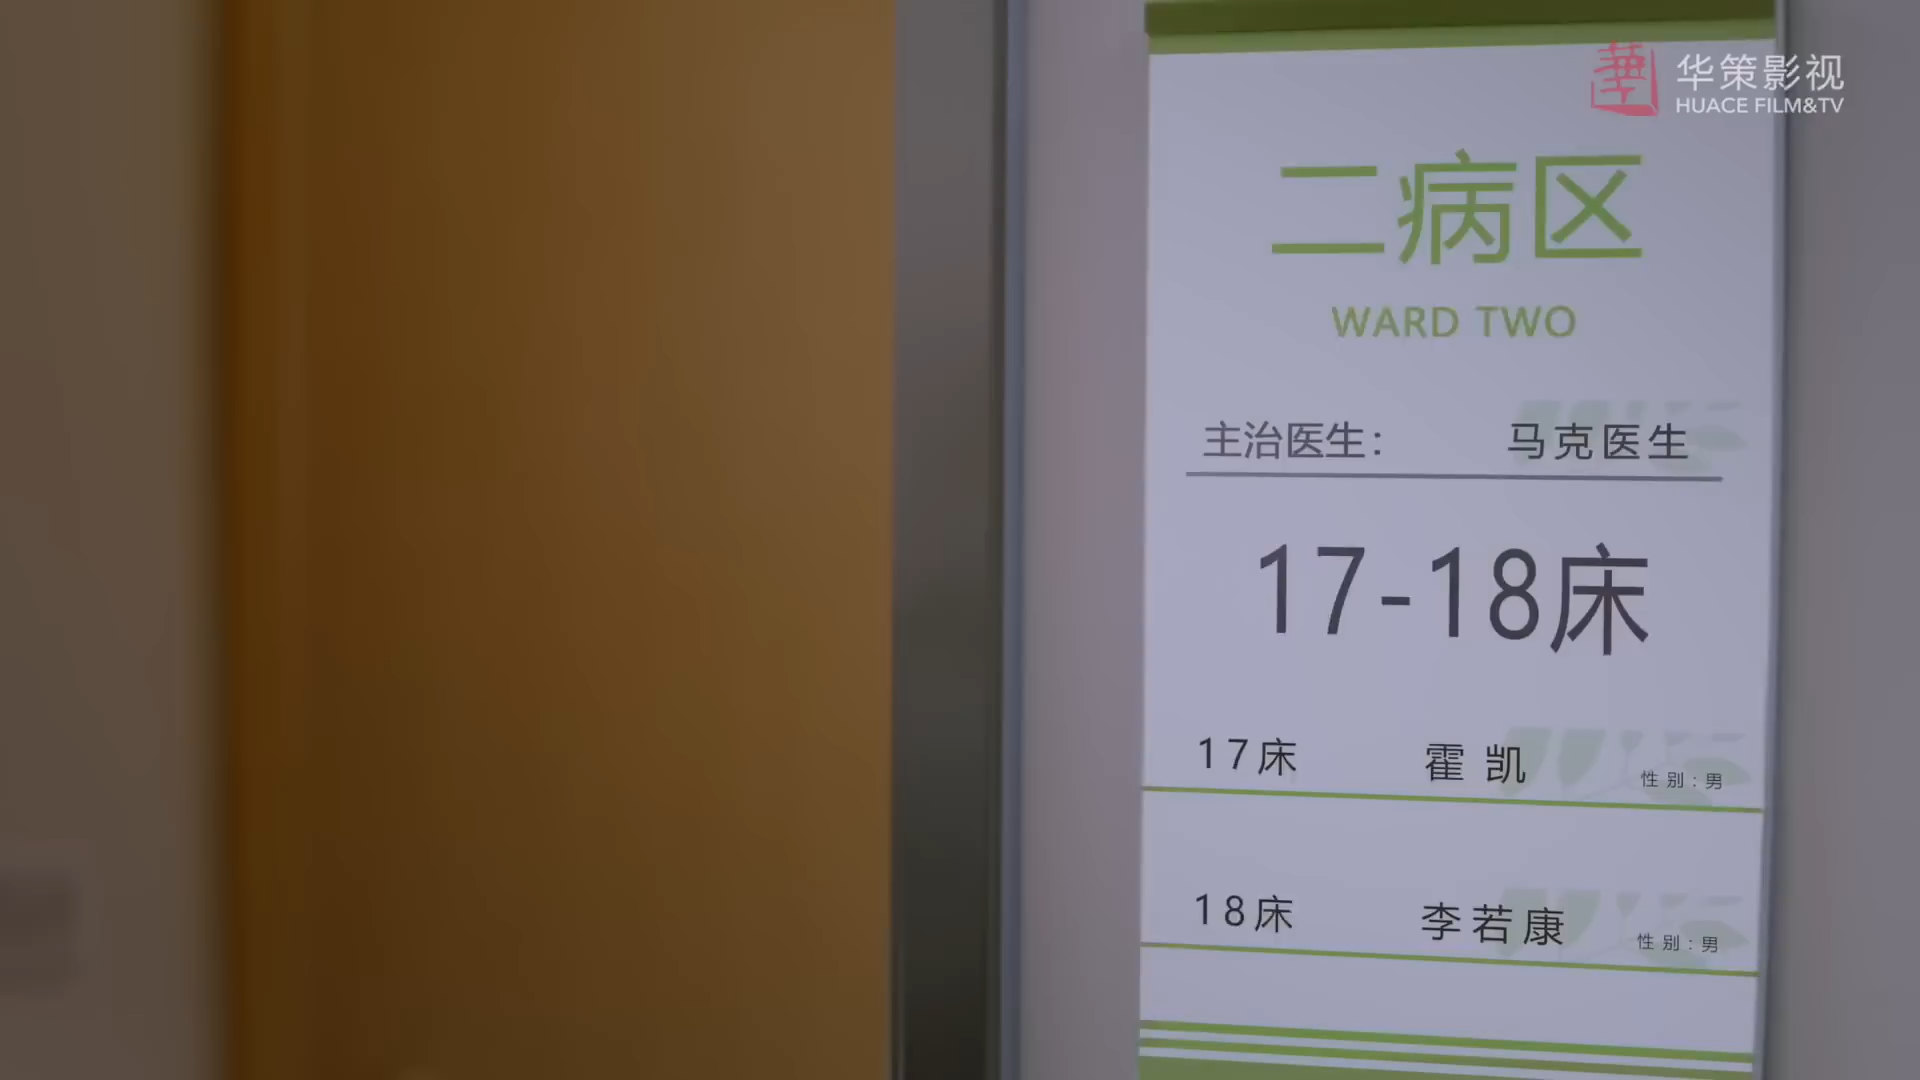 华策影视
HUACE FILM&TV
二病区
WARD TWO
主治医生： 马克医生
17-18床
17床 霍凯 性别：男
18床 李若康 性别：男